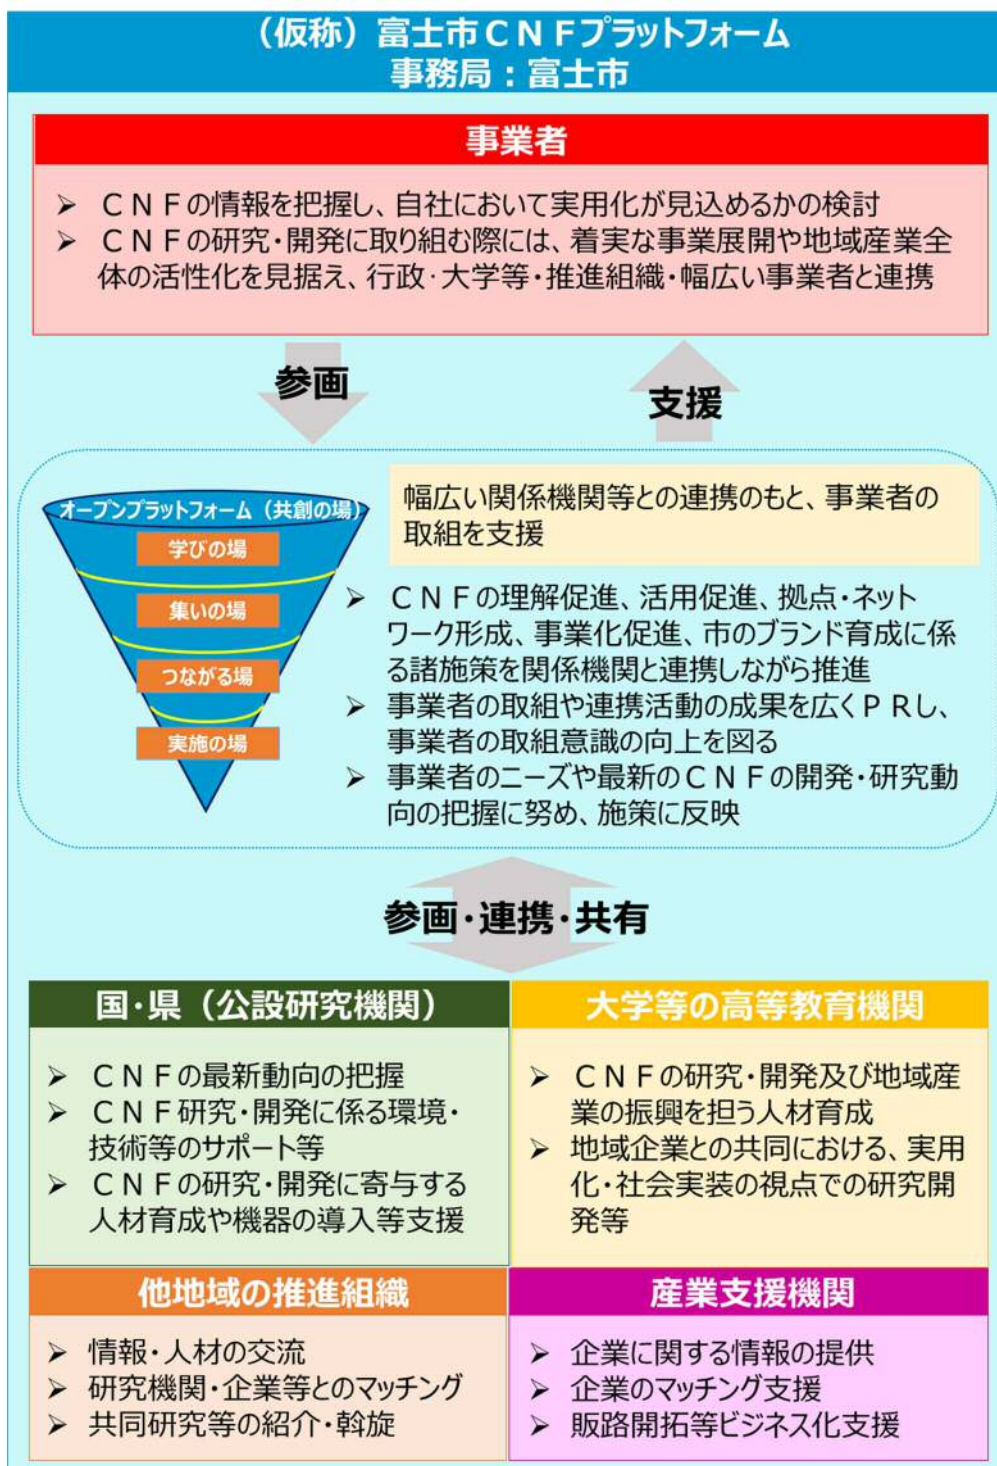 （仮称）富士市ＣＮＦプラットフォーム
事務局：富士市
事業者
➢ ＣＮＦの情報を把握し、自社において実用化が見込めるかの検討
➢ ＣＮＦの研究・開発に取り組む際には、着実な事業展開や地域産業全
体の活性化を見据え、行政・大学等・推進組織・幅広い事業者と連携
参画
支援
オープンプラットフォーム（共創の場）
学びの場
集いの場
つながる場
実施の場
幅広い関係機関等との連携のもと、事業者の
取組を支援
➢ ＣＮＦの理解促進、活用促進、拠点・ネット
ワーク形成、事業化促進、市のブランド育成に係
る諸施策を関係機関と連携しながら推進
➢ 事業者の取組や連携活動の成果を広くＰＲし、
事業者の取組意識の向上を図る
➢ 事業者のニーズや最新のＣＮＦの開発・研究動
向の把握に努め、施策に反映
参画・連携・共有
国・県（公設研究機関）
➢ ＣＮＦの最新動向の把握
➢ ＣＮＦ研究・開発に係る環境・
技術等のサポート等
➢ ＣＮＦの研究・開発に寄与する
人材育成や機器の導入等支援
大学等の高等教育機関
➢ ＣＮＦの研究・開発及び地域産
業の振興を担う人材育成
➢ 地域企業との共同における、実用
化・社会実装の視点での研究開
発等
他地域の推進組織
➢ 情報・人材の交流
➢ 研究機関・企業等とのマッチング
➢ 共同研究等の紹介・斡旋
産業支援機関
➢ 企業に関する情報の提供
➢ 企業のマッチング支援
➢ 販路開拓等ビジネス化支援